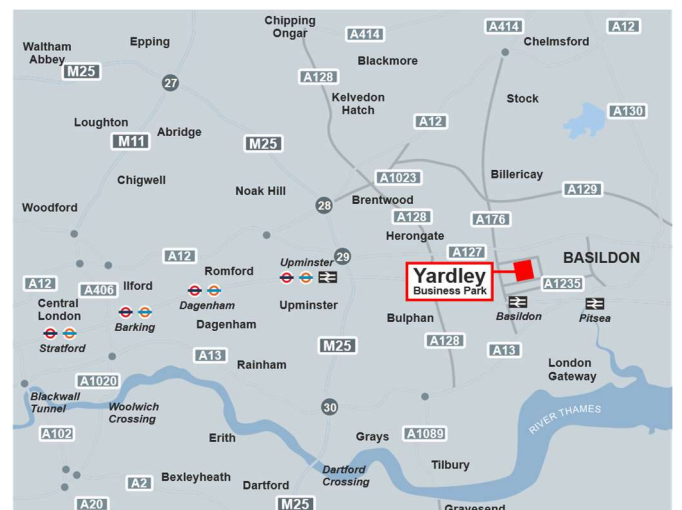 Chipping
Ongar
A414
A414
A12
Epping
Chelmsford
Waltham
Abbey
M25
27
Blackmore
A128
Kelvedon
Hatch
Stock
A130
Loughton
M11
Abridge
A12
M25
Chigwell
A1023
Billericay
A129
Noak Hill
28
Brentwood
Woodford
A128
A176
Herongate
A12
Upminster
29
A127
BASILDON
Romford
Yardley
Business Park
A12
A406
Ilford
A1235
Central
London
Dagenham
Upminster
Basildon
Pitsea
Barking
Dagenham
Bulphan
Stratford
A13
M25
A128
A13
Rainham
London
Gateway
A1020
Blackwall
Tunnel
Woolwich
Crossing
30
RIVER THAMES
A102
Erith
Grays
A1089
Bexleyheath
Dartford
Dartford
Crossing
Tilbury
A2
A20
M25
Gravesend